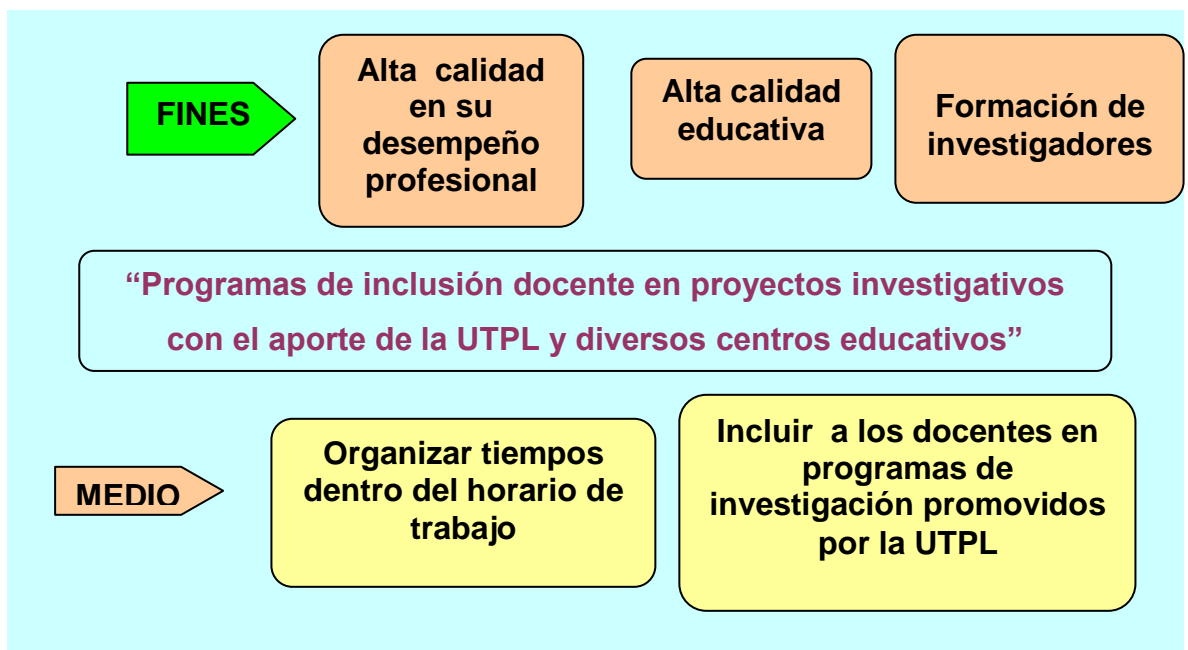 FINES
Alta calidad
en su
desempeño
profesional
Alta calidad
educativa
Formación de
investigadores
“Programas de inclusión docente en proyectos investigativos
con el aporte de la UTPL y diversos centros educativos”
MEDIO
Organizar tiempos
dentro del horario de
trabajo
Incluir a los docentes en
programas de
investigación promovidos
por la UTPL